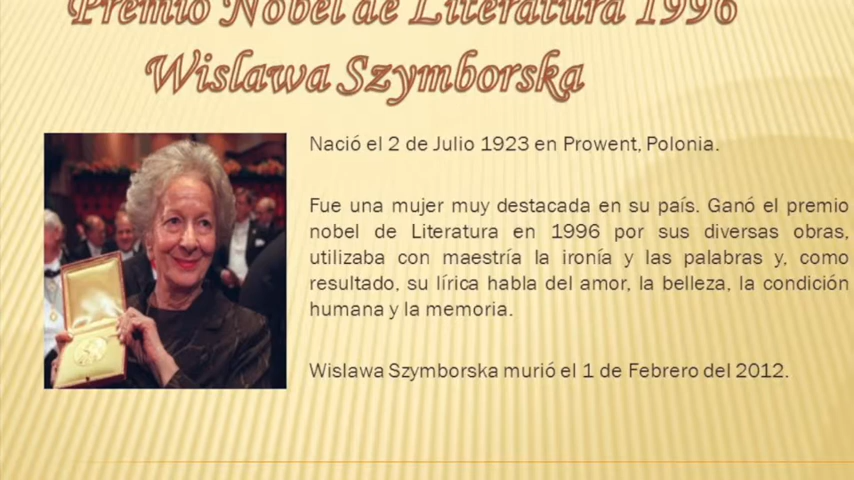 Premio Nobel de Literatura 1996
Wislawa Szymborska
Nació el 2 de Julio 1923 en Prowent, Polonia.
Fue una mujer muy destacada en su país. Ganó el premio
nobel de Literatura en 1996 por sus diversas obras,
utilizaba con maestría la ironía y las palabras y, como
resultado, su lírica habla del amor, la belleza, la condición
humana y la memoria.
Wislawa Szymborska murió el 1 de Febrero del 2012.